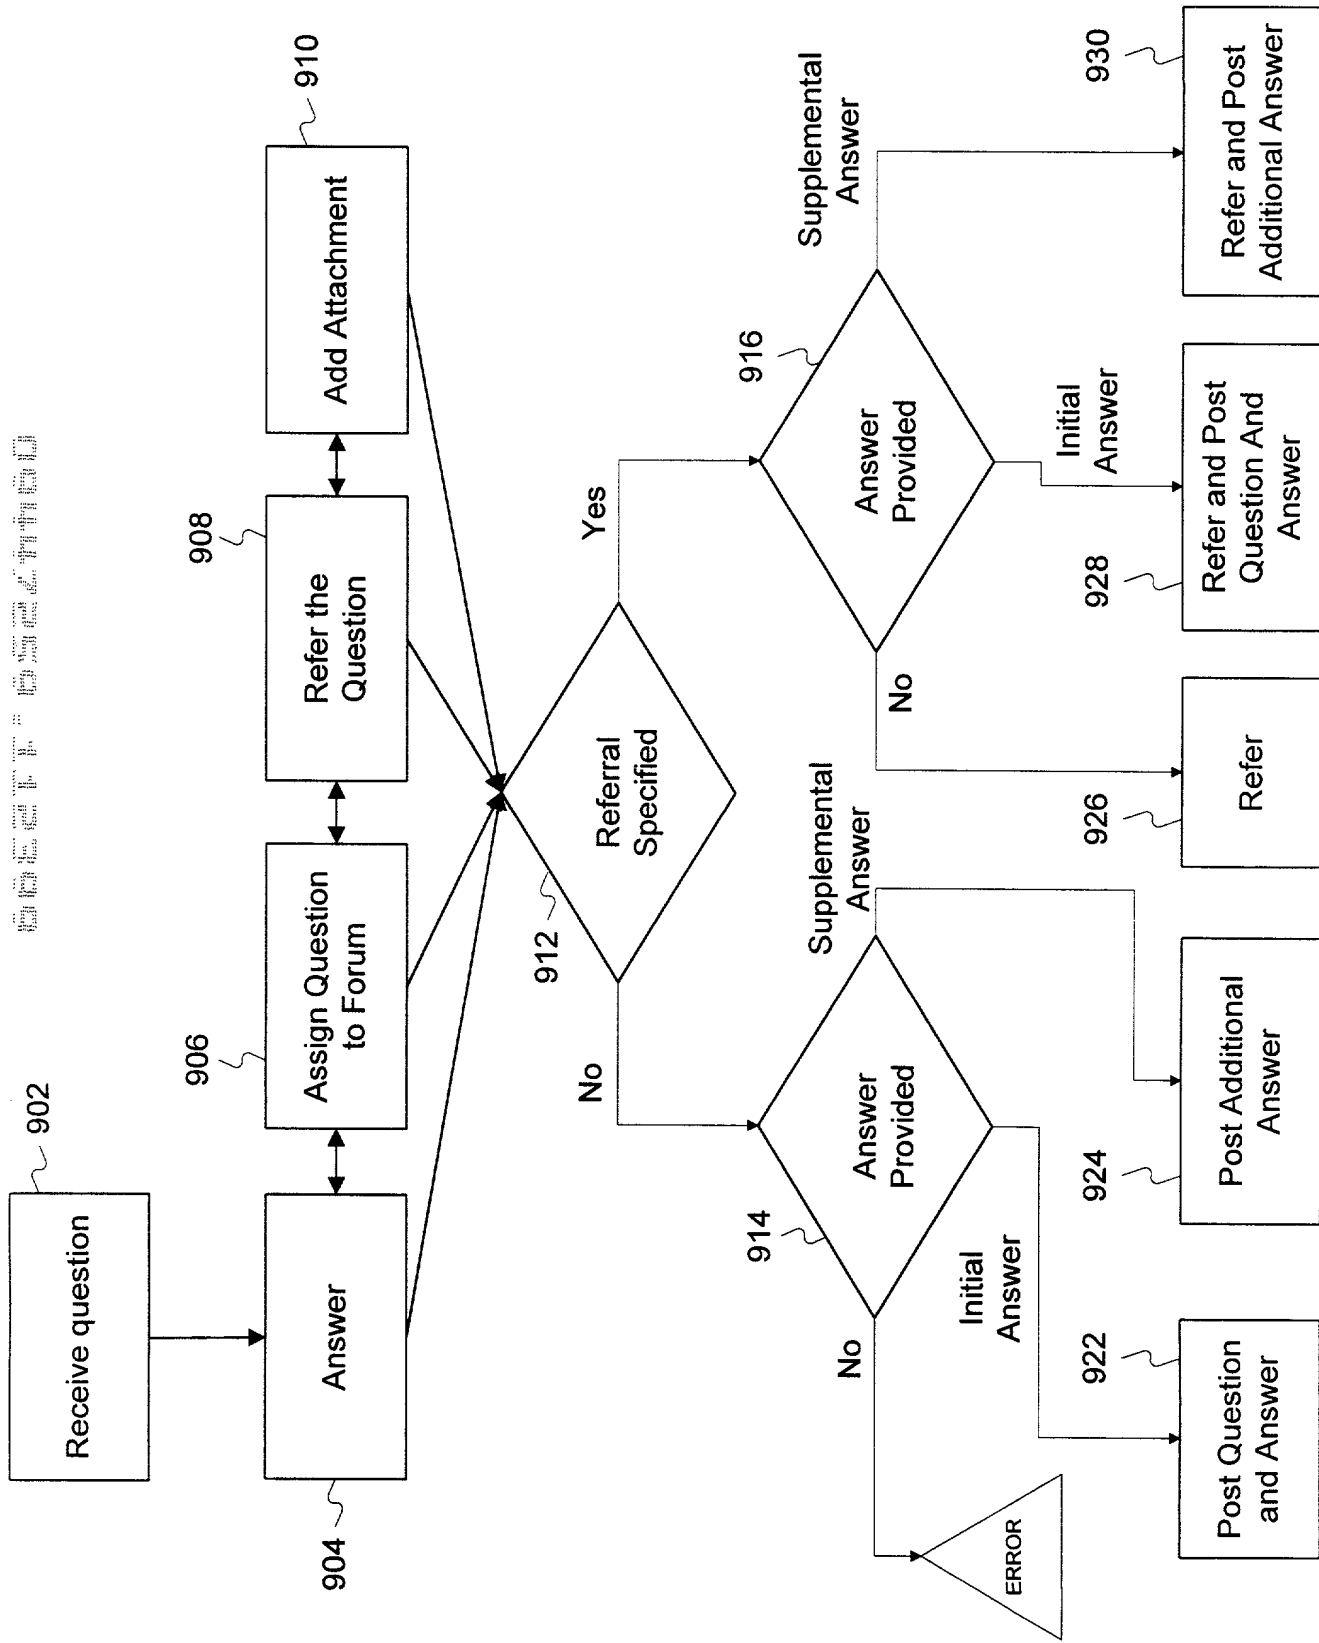 902
Receive question
904
906
908
910
Answer
Assign Question
to Forum
Refer the
Question
Add Attachment
912
Referral
Specified
No
Yes
914
Answer
Provided
916
Answer
Provided
No
Initial
Answer
Supplemental
Answer
No
Initial
Answer
Supplemental
Answer
ERROR
922
Post Question
and Answer
924
Post Additional
Answer
926
Refer
928
Refer and Post
Question And
Answer
930
Refer and Post
Additional Answer